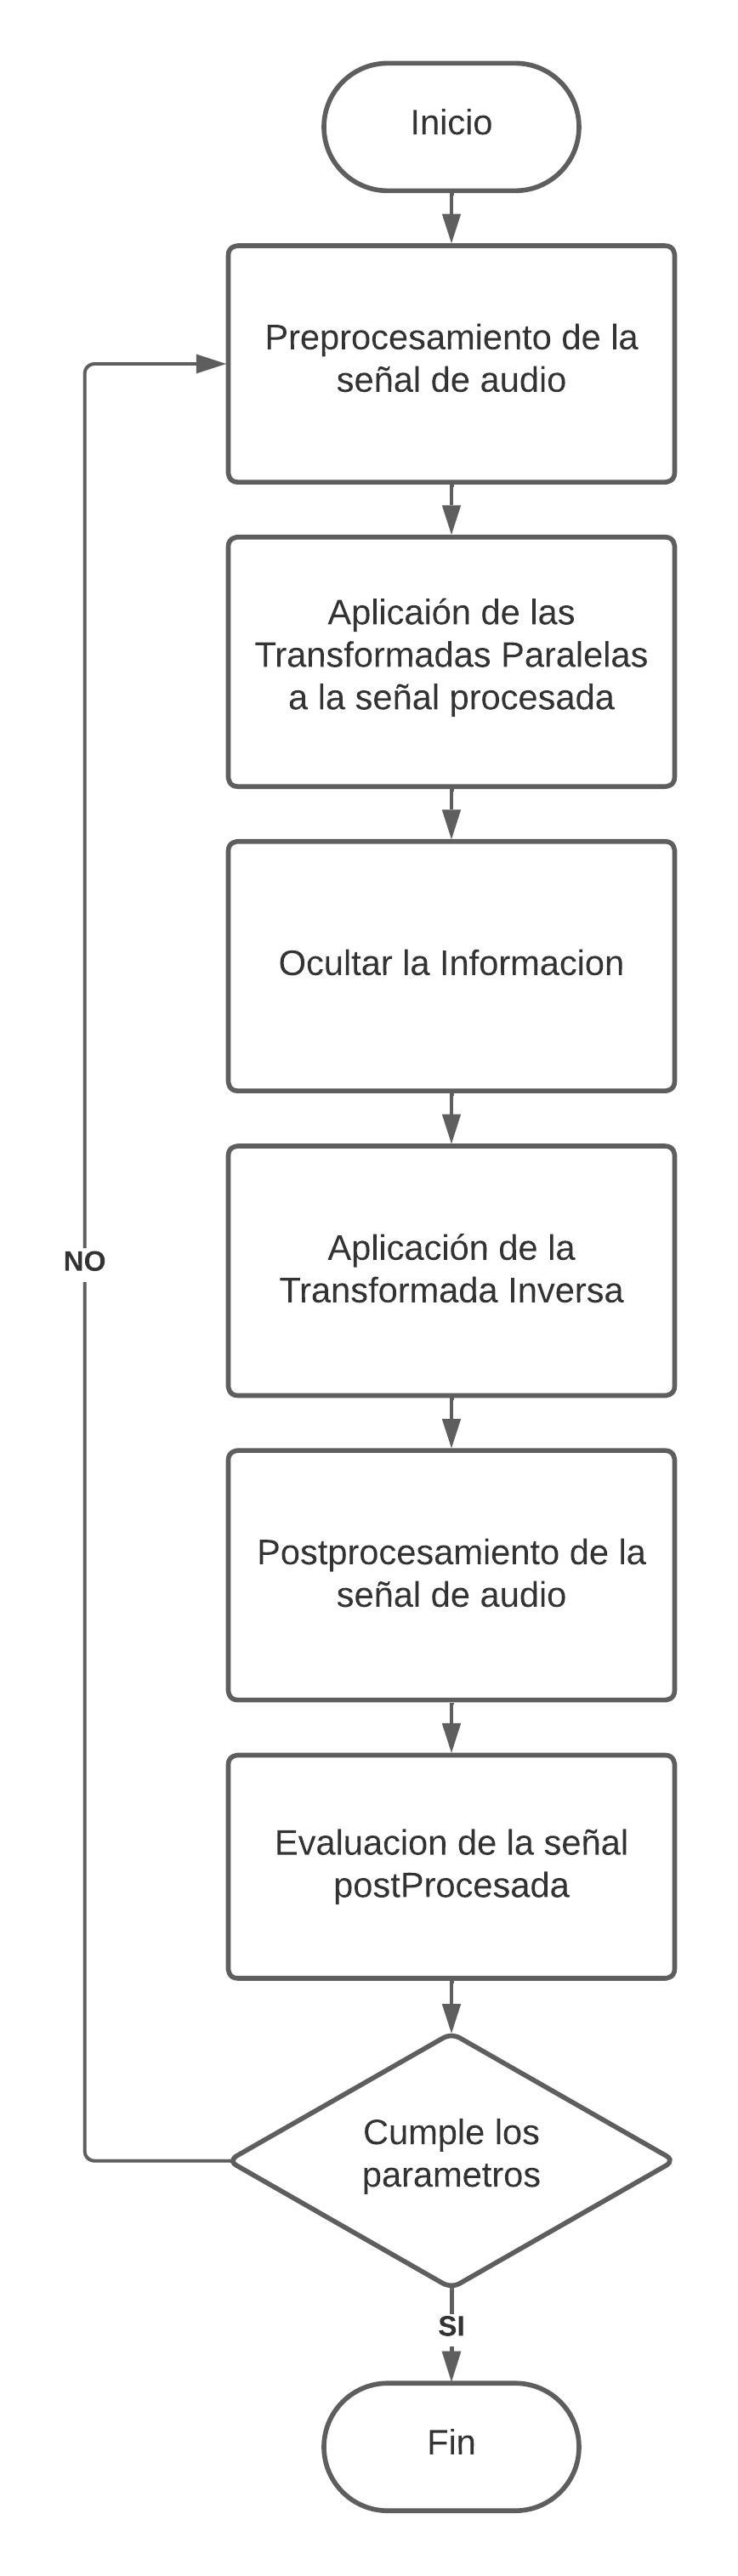 Inicio
Preprocesamiento de la
señal de audio
Aplicaión de las
Transformadas Paralelas
a la señal procesada
Ocultar la Informacion
Aplicación de la
Transformada Inversa
NO
Postprocesamiento de la
señal de audio
Evaluacion de la señal
postProcesada
Cumple los
parametros
SI
Fin